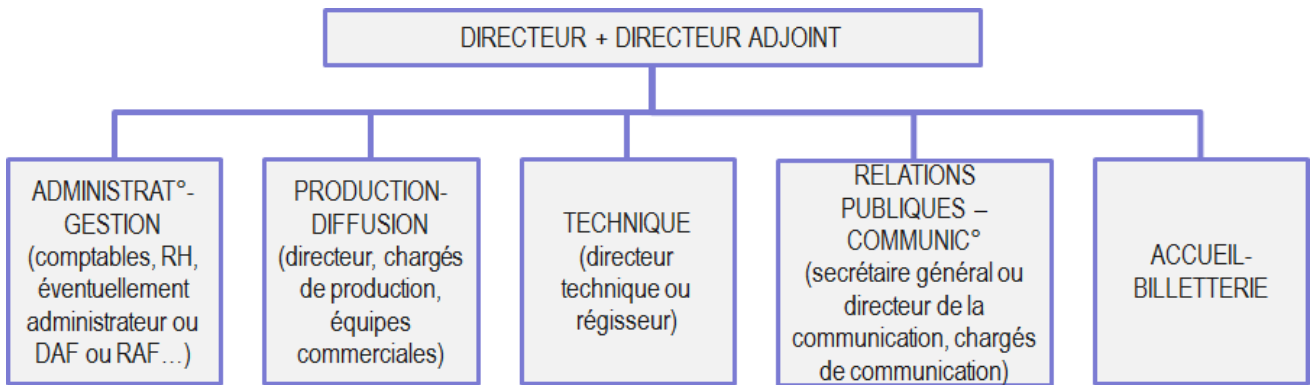 DIRECTEUR + DIRECTEUR ADJOINT
ADMINISTRAT°-
GESTION
(comptables, RH,
éventuellement
administrateur ou
DAF ou RAF…)
PRODUCTION-
DIFFUSION
(directeur, chargés
de production,
équipes
commerciales)
TECHNIQUE
(directeur
technique ou
régisseur)
RELATIONS
PUBLIQUES –
COMMUNIC°
(secrétaire général ou
directeur de la
communication, chargés
de communication)
ACCUEIL-
BILLETTERIE